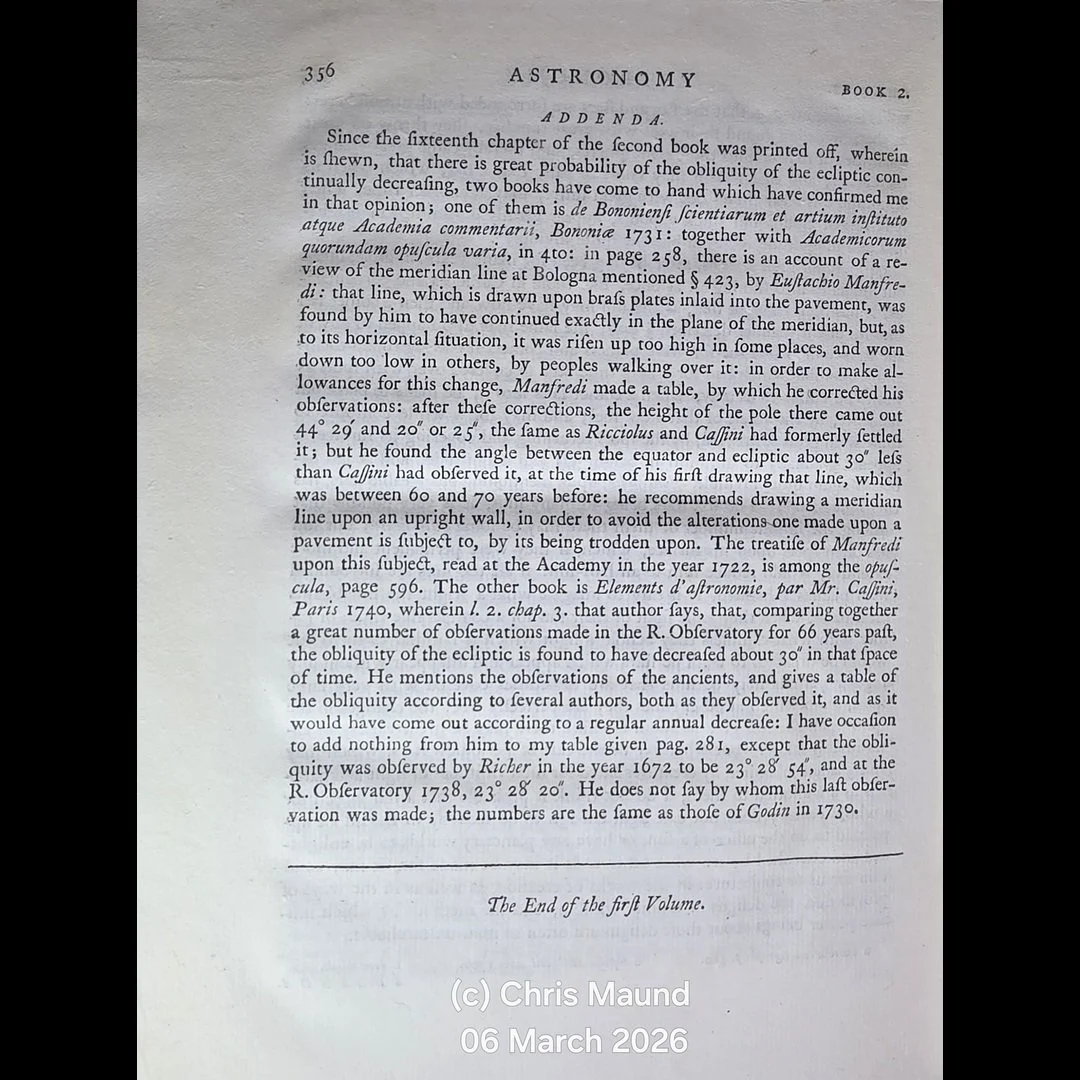 356
ASTRONOMY
BOOK 2.
ADDENDA.
Since the ſixteenth chapter of the ſecond book was printed off, wherein
is ſhewn, that there is great probability of the obliquity of the ecliptic con-
tinually decreaſing, two books have come to hand which have confirmed me
in that opinion; one of them is de Bononienſi ſcientiarum et artium inſtituto
atque Academia commentarii, Bononiæ 1731: together with Academicorum
quorundam opuſcula varia, in 4to: in page 258, there is an account of a re-
view of the meridian line at Bologna mentioned § 423, by Euſtachio Manfre-
di: that line, which is drawn upon braſs plates inlaid into the pavement, was
found by him to have continued exactly in the plane of the meridian, but, as
to its horizontal ſituation, it was riſen up too high in ſome places, and worn
down too low in others, by peoples walking over it: in order to make al-
lowances for this change, Manfredi made a table, by which he corrected his
obſervations: after theſe corrections, the height of the pole there came out
44° 29′ and 20″ or 25″, the ſame as Ricciolus and Caſſini had formerly ſettled
it; but he found the angle between the equator and ecliptic about 30″ leſs
than Caſſini had obſerved it, at the time of his firſt drawing that line, which
was between 60 and 70 years before: he recommends drawing a meridian
line upon an upright wall, in order to avoid the alterations one made upon a
pavement is ſubject to, by its being trodden upon. The treatiſe of Manfredi
upon this ſubject, read at the Academy in the year 1722, is among the opuſ-
cula, page 596. The other book is Elements d'aſtronomie, par Mr. Caſſini,
Paris 1740, wherein l. 2. chap. 3. that author ſays, that, comparing together
a great number of obſervations made in the R. Obſervatory for 66 years paſt,
the obliquity of the ecliptic is found to have decreaſed about 30″ in that ſpace
of time. He mentions the obſervations of the ancients, and gives a table of
the obliquity according to ſeveral authors, both as they obſerved it, and as it
would have come out according to a regular annual decreaſe: I have occaſion
to add nothing from him to my table given pag. 281, except that the obli-
quity was obſerved by Richer in the year 1672 to be 23° 28′ 54″, and at the
R. Obſervatory 1738, 23° 28′ 20″. He does not ſay by whom this laſt obſer-
vation was made; the numbers are the ſame as thoſe of Godin in 1730.
The End of the firſt Volume.
(c) Chris Maund
06 March 2026